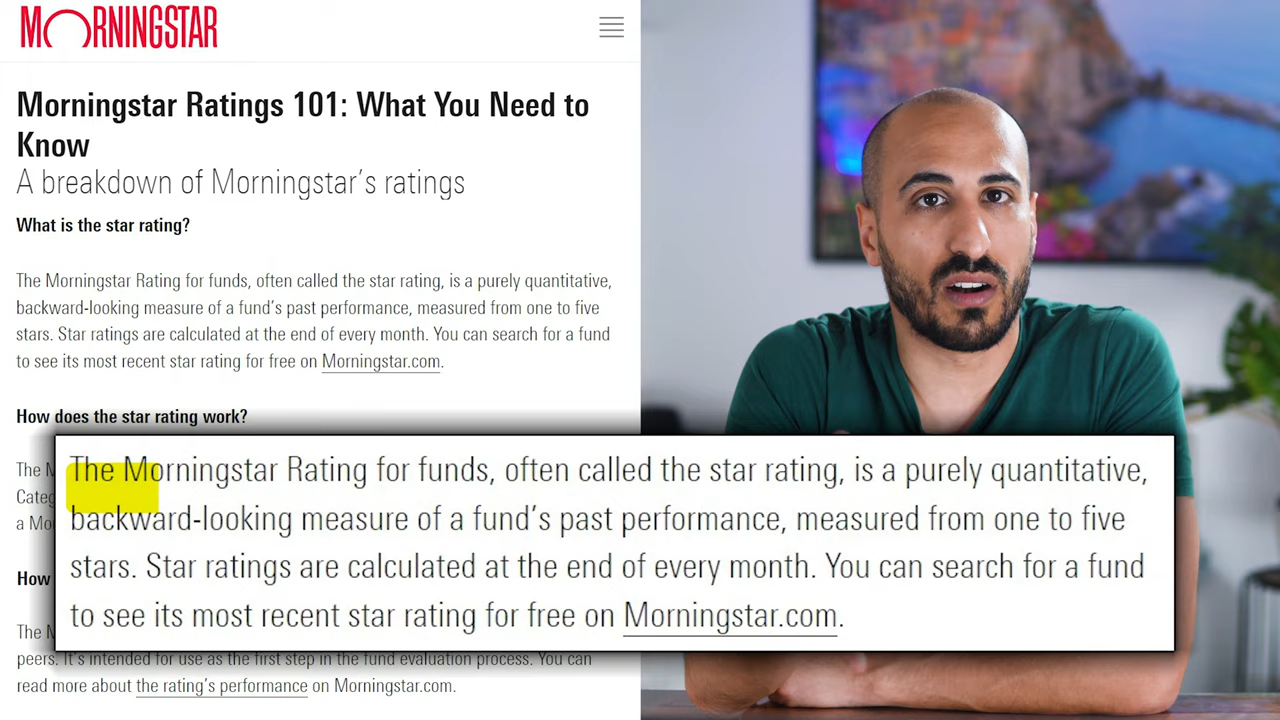 MORNINGSTAR
Morningstar Ratings 101: What You Need to
Know
A breakdown of Morningstar's ratings
What is the star rating?
The Morningstar Rating for funds, often called the star rating, is a purely quantitative,
backward-looking measure of a fund's past performance, measured from one to five
stars. Star ratings are calculated at the end of every month. You can search for a fund
to see its most recent star rating for free on Morningstar.com.
How does the star rating work?
The Morningstar Rating for funds, often called the star rating, is a purely quantitative,
backward-looking measure of a fund's past performance, measured from one to five
stars. Star ratings are calculated at the end of every month. You can search for a fund
to see its most recent star rating for free on Morningstar.com.
The
a
How
The
peers. It's intended for use as the first step in the fund evaluation process. You can
read more about the rating's performance on Morningstar.com.